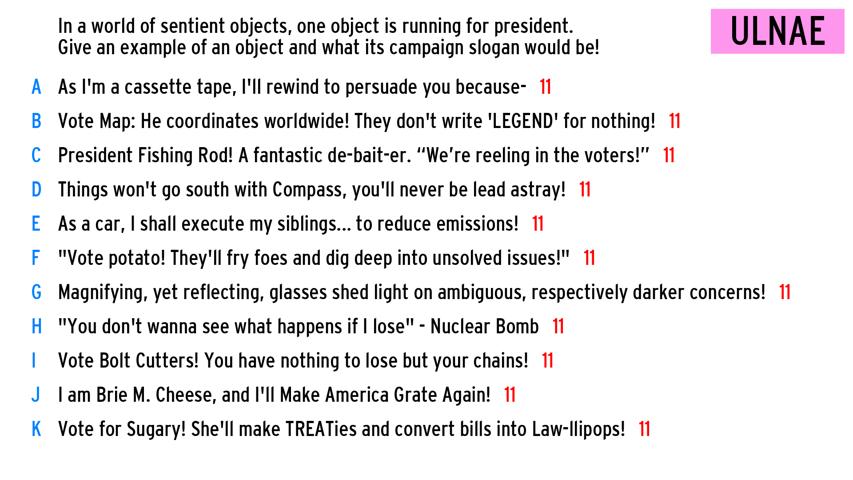 In a world of sentient objects, one object is running for president.
Give an example of an object and what its campaign slogan would be!
ULNAE
A As I'm a cassette tape, I'll rewind to persuade you because- 11
B Vote Map: He coordinates worldwide! They don't write 'LEGEND' for nothing! 11
C President Fishing Rod! A fantastic de-bait-er. “We’re reeling in the voters!” 11
D Things won't go south with Compass, you'll never be lead astray! 11
E As a car, I shall execute my siblings... to reduce emissions! 11
F "Vote potato! They'll fry foes and dig deep into unsolved issues!" 11
G Magnifying, yet reflecting, glasses shed light on ambiguous, respectively darker concerns! 11
H "You don't wanna see what happens if I lose" - Nuclear Bomb 11
I Vote Bolt Cutters! You have nothing to lose but your chains! 11
J I am Brie M. Cheese, and I'll Make America Grate Again! 11
K Vote for Sugary! She'll make TREATies and convert bills into Law-llipops! 11